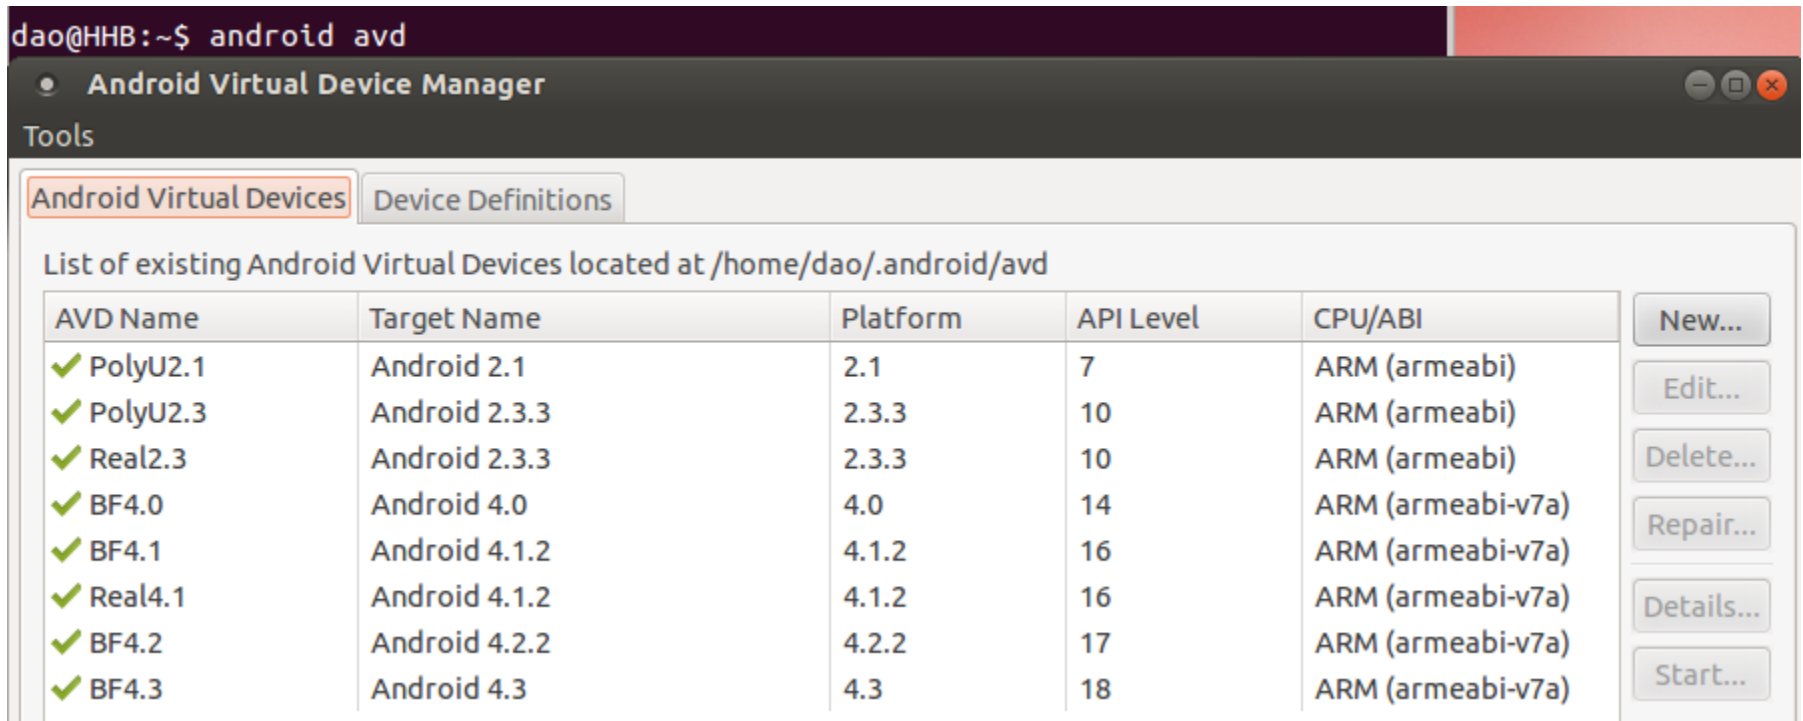 dao@HHB:~$ android avd
Android Virtual Device Manager
Tools
Android Virtual Devices Device Definitions
List of existing Android Virtual Devices located at /home/dao/.android/avd
AVD Name Target Name Platform API Level CPU/ABI New...
PolyU2.1 Android 2.1 2.1 7 ARM (armeabi)
Edit...
PolyU2.3 Android 2.3.3 2.3.3 10 ARM (armeabi)
Real2.3 Android 2.3.3 2.3.3 10 ARM (armeabi) Delete...
BF4.0 Android 4.0 4.0 14 ARM (armeabi-v7a)
Repair...
BF4.1 Android 4.1.2 4.1.2 16 ARM (armeabi-v7a)
Real4.1 Android 4.1.2 4.1.2 16 ARM (armeabi-v7a) Details...
BF4.2 Android 4.2.2 4.2.2 17 ARM (armeabi-v7a)
Start...
BF4.3 Android 4.3 4.3 18 ARM (armeabi-v7a)